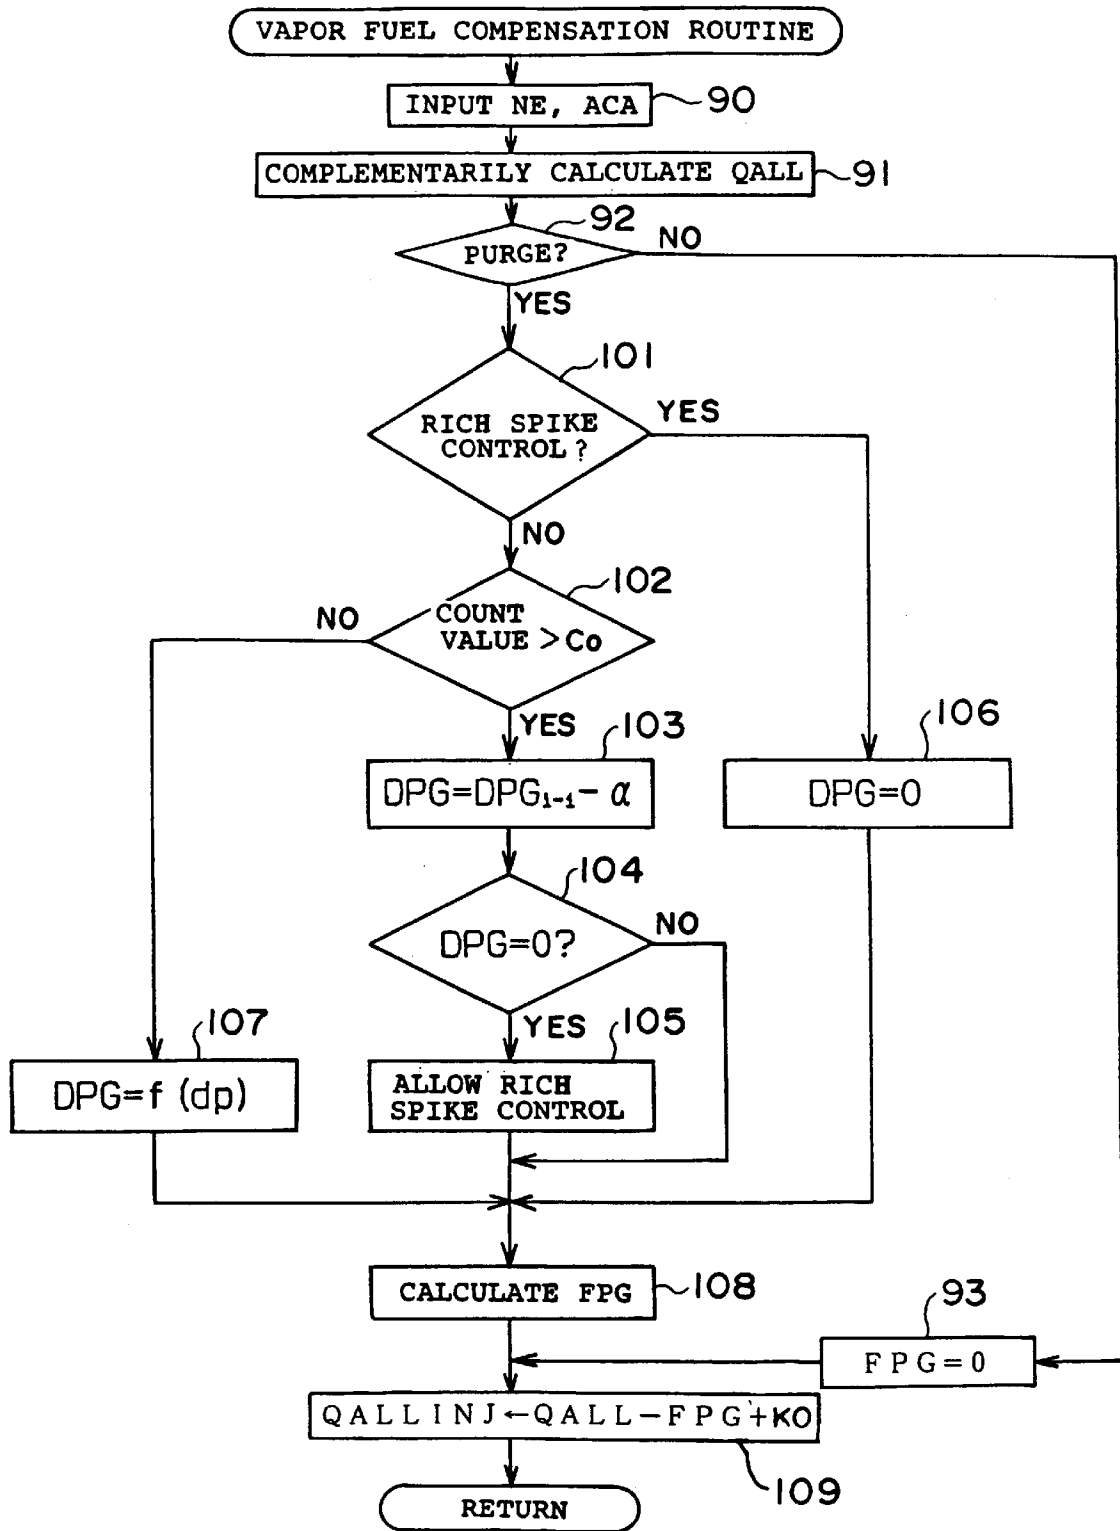 VAPOR FUEL COMPENSATION ROUTINE
INPUT NE, ACA
90
COMPLEMENTARILY CALCULATE QALL
91
92
PURGE?
NO
YES
101
RICH SPIKE
CONTROL?
YES
NO
102
COUNT
VALUE > Co
NO
YES
103
DPG=DPG₁₋₁- α
106
DPG=0
104
DPG=0?
NO
YES
107
DPG=f (dp)
105
ALLOW RICH
SPIKE CONTROL
CALCULATE FPG
108
93
FPG=0
QALLINJ←QALL-FPG+KO
109
RETURN